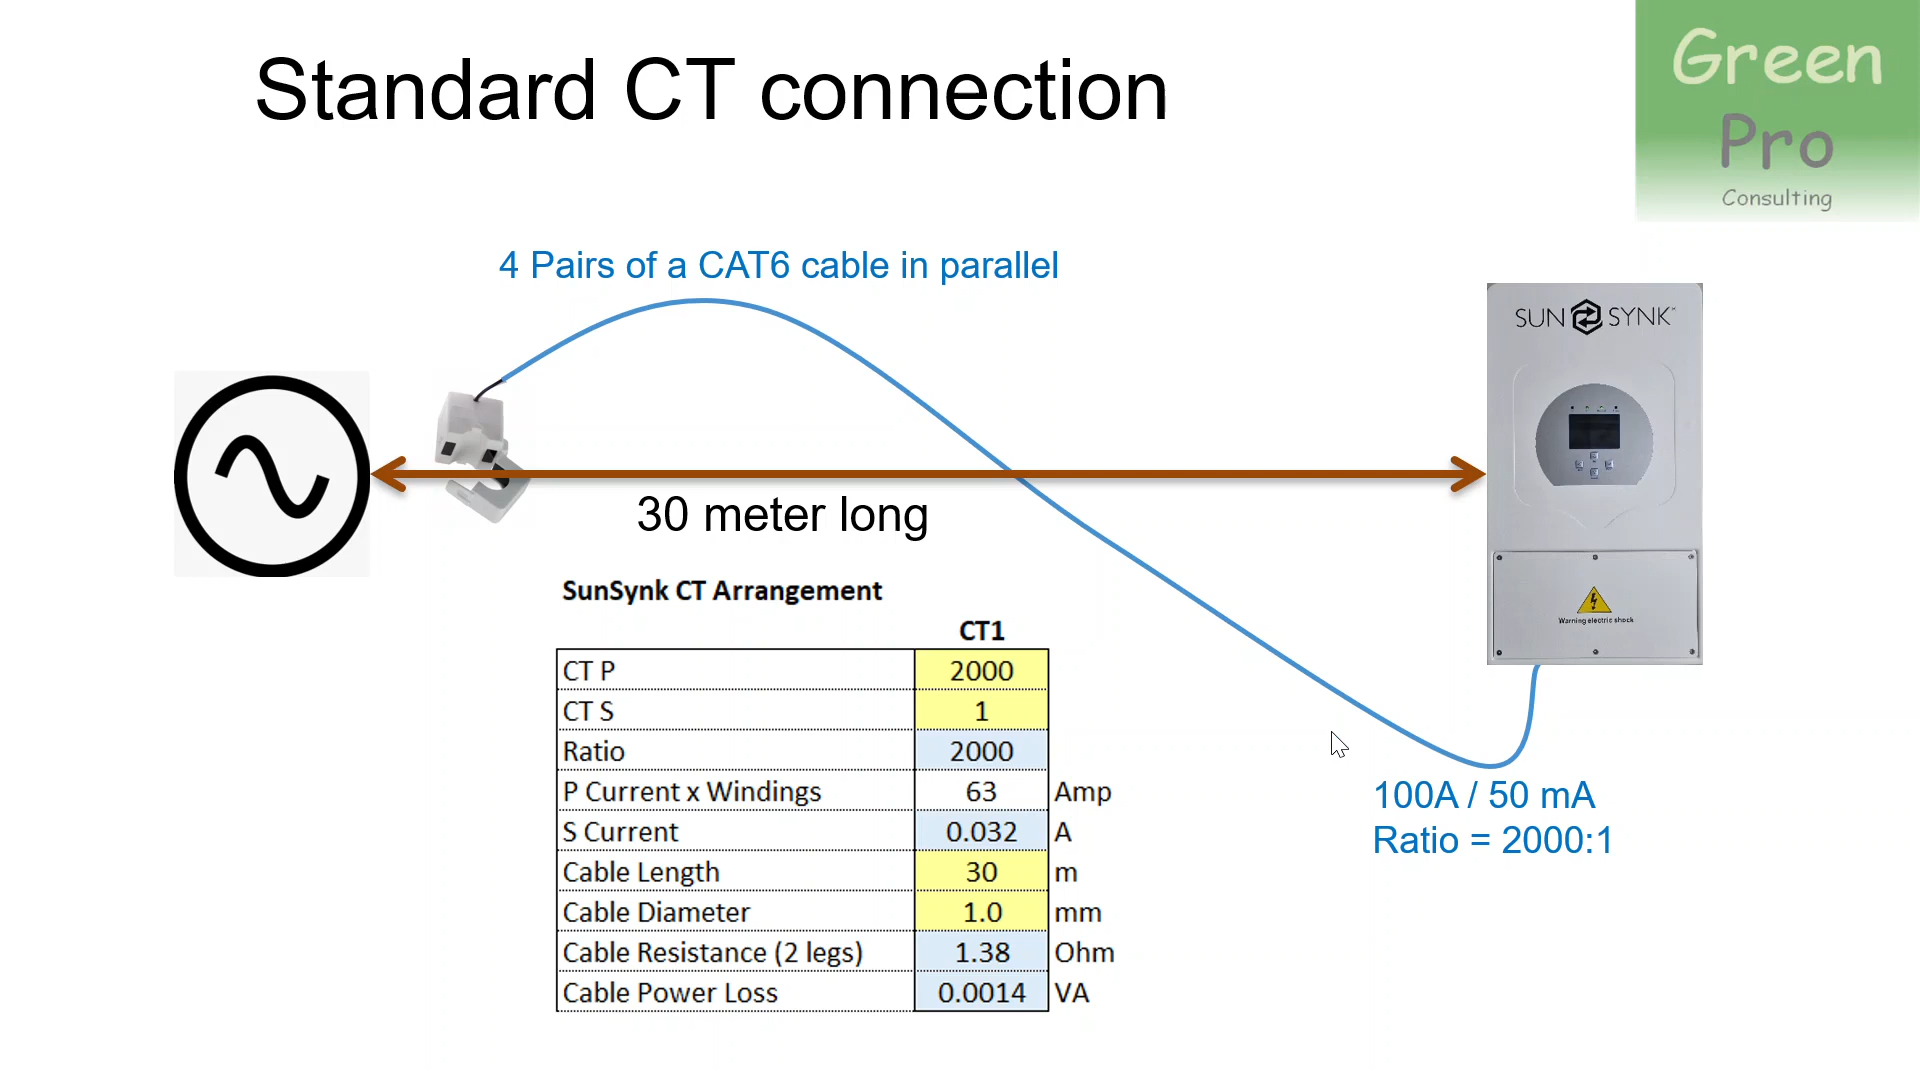 Standard CT connection
Green
Pro
Consulting
4 Pairs of a CAT6 cable in parallel
SUN SYNK
30 meter long
Warning electric shock
SunSynk CT Arrangement
CT1
CT P 2000
CT S 1
Ratio 2000
P Current x Windings 63 Amp
S Current 0.032 A
Cable Length 30 m
Cable Diameter 1.0 mm
Cable Resistance (2 legs) 1.38 Ohm
Cable Power Loss 0.0014 VA
100A / 50 mA
Ratio = 2000:1